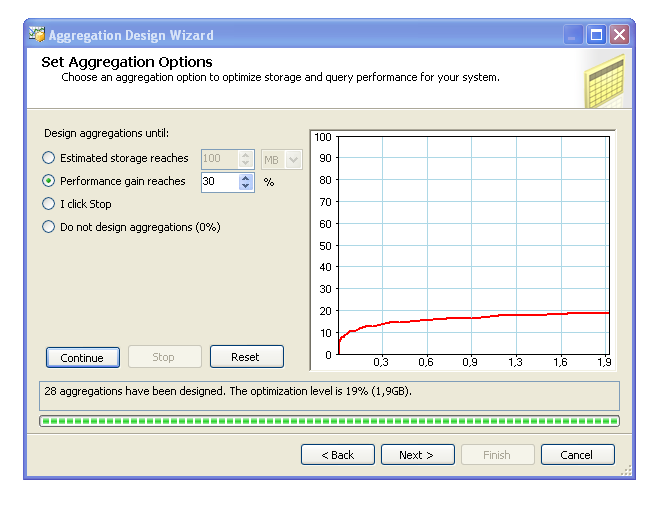 Aggregation Design Wizard
Set Aggregation Options
Choose an aggregation option to optimize storage and query performance for your system.
Design aggregations until:
Estimated storage reaches 100 MB
Performance gain reaches 30 %
I click Stop
Do not design aggregations (0%)
100
90
80
70
60
50
40
30
20
10
0
0,3 0,6 0,9 1,3 1,6 1,9
Continue Stop Reset
28 aggregations have been designed. The optimization level is 19% (1,9GB).
< Back Next > Finish Cancel